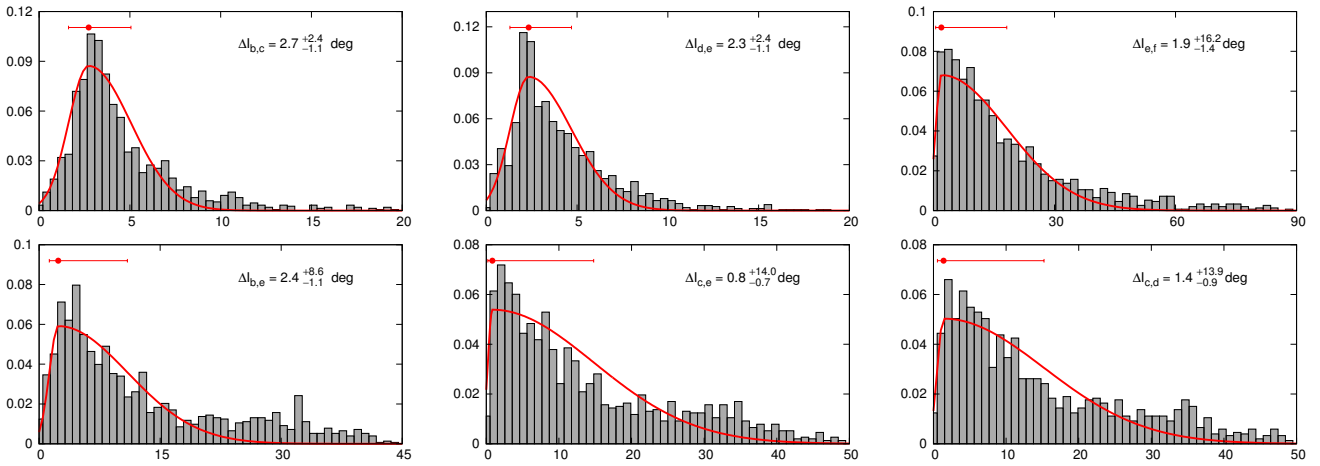 0.12
0.09
0.06
0.03
0
0 5 10 15 20
ΔI_b,c = 2.7 +2.4 −1.1 deg
0.12
0.09
0.06
0.03
0
0 5 10 15 20
ΔI_d,e = 2.3 +2.4 −1.1 deg
0.1
0.08
0.06
0.04
0.02
0
0 30 60 90
ΔI_e,f = 1.9 +16.2 −1.4 deg
0.1
0.08
0.06
0.04
0.02
0
0 15 30 45
ΔI_b,e = 2.4 +8.6 −1.1 deg
0.08
0.06
0.04
0.02
0
0 10 20 30 40 50
ΔI_c,e = 0.8 +14.0 −0.7 deg
0.08
0.06
0.04
0.02
0
0 10 20 30 40 50
ΔI_c,d = 1.4 +13.9 −0.9 deg